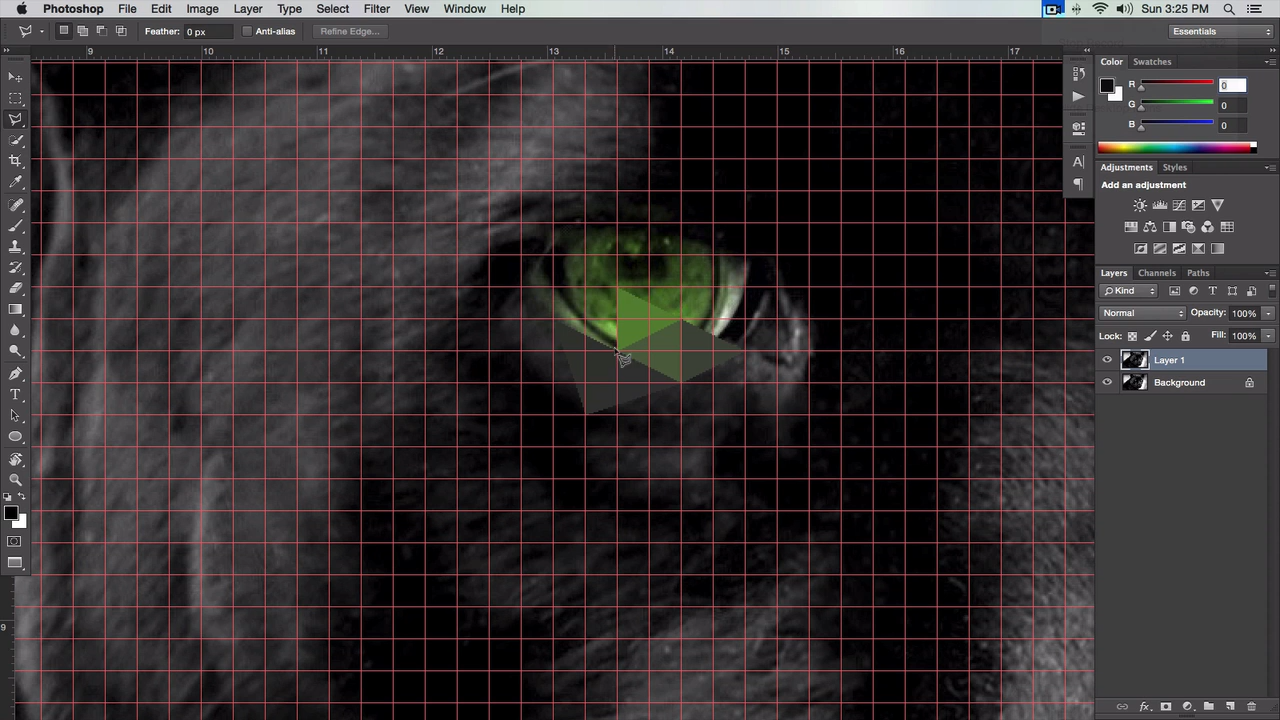 Photoshop File Edit Image Layer Type Select Filter View Window Help Sun 3:25 PM
Feather: 0 px Anti-alias Refine Edge... Essentials
9 10 11 12 13 14 15 16 17
Color Swatches
R 0
G 0
B 0
A
Adjustments Styles
Add an adjustment
Layers Channels Paths
Kind
Normal Opacity: 100%
Lock: Fill: 100%
Layer 1
Background
T
9
fx